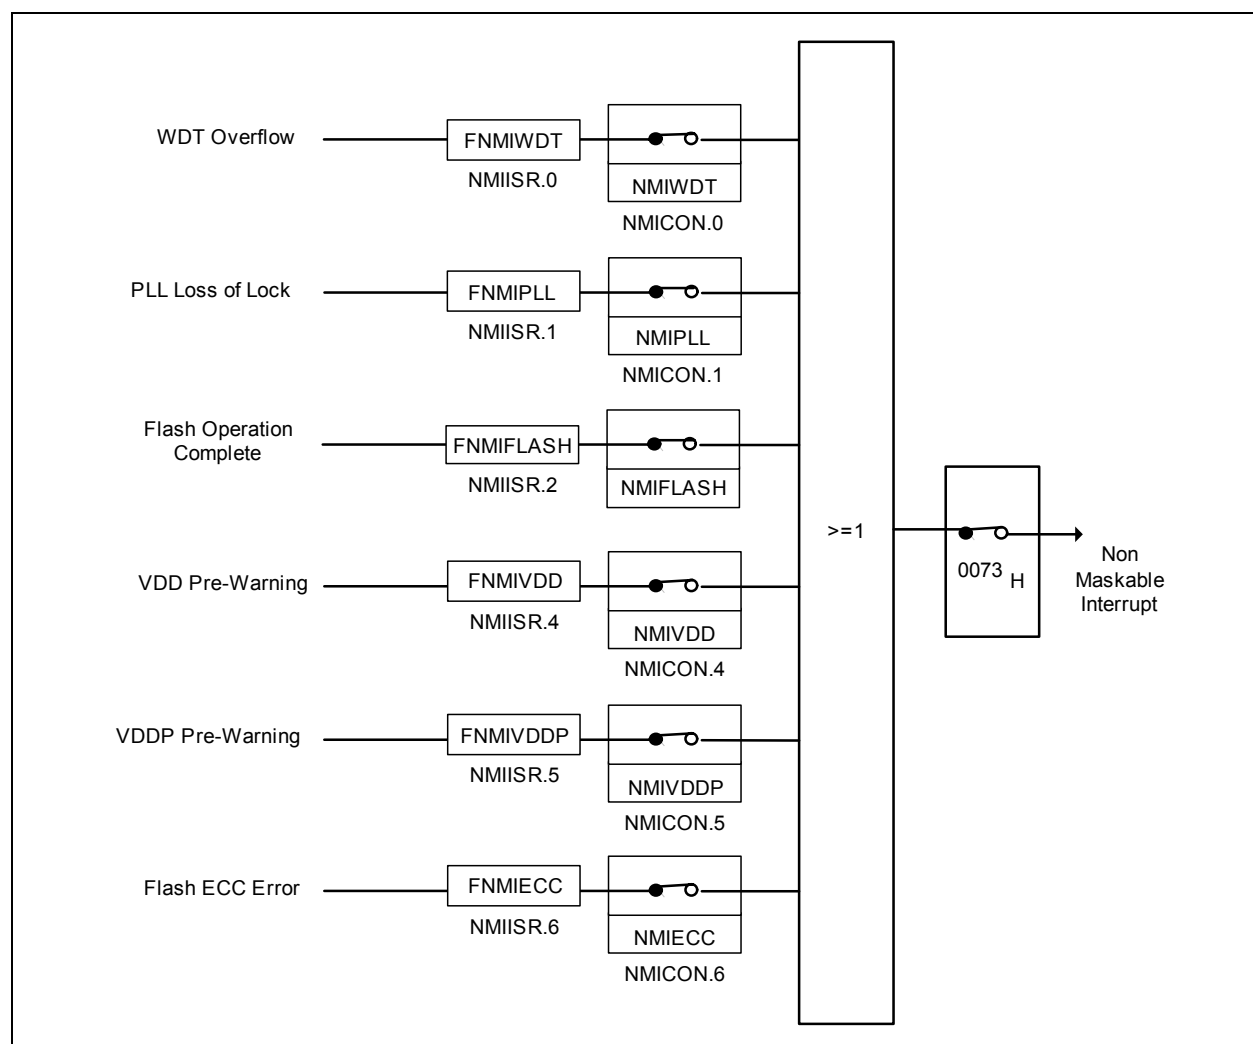 WDT Overflow
FNMIWDT
NMIISR.0
NMIWDT
NMICON.0
PLL Loss of Lock
FNMIPLL
NMIISR.1
NMIPLL
NMICON.1
Flash Operation
Complete
FNMIFLASH
NMIISR.2
NMIFLASH
VDD Pre-Warning
FNMIVDD
NMIISR.4
NMIVDD
NMICON.4
VDDP Pre-Warning
FNMIVDDP
NMIISR.5
NMIVDDP
NMICON.5
Flash ECC Error
FNMIECC
NMIISR.6
NMIECC
NMICON.6
>=1
0073 H
Non
Maskable
Interrupt